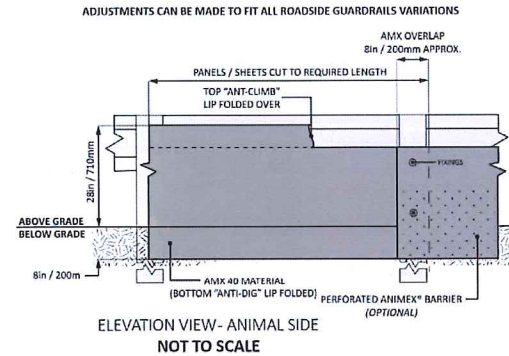 ADJUSTMENTS CAN BE MADE TO FIT ALL ROADSIDE GUARDRAILS VARIATIONS
AMX OVERLAP
8in / 200mm APPROX.
PANELS / SHEETS CUT TO REQUIRED LENGTH
TOP "ANT-CLIMB"
LIP FOLDED OVER
28in / 710mm
FIXINGS
ABOVE GRADE
BELOW GRADE
8in / 200m
AMX 40 MATERIAL
(BOTTOM "ANTI-DIG" LIP FOLDED)
PERFORATED ANIMEX® BARRIER
(OPTIONAL)
ELEVATION VIEW- ANIMAL SIDE
NOT TO SCALE